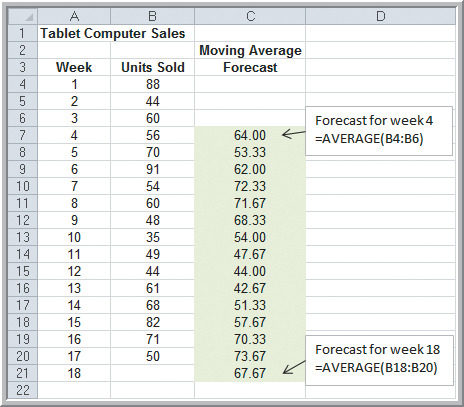 A B C D
1 Tablet Computer Sales
2 Moving Average
3 Week Units Sold Forecast
4 1 88
5 2 44
6 3 60
7 4 56 64.00
8 5 70 53.33
9 6 91 62.00
10 7 54 72.33
11 8 60 71.67
12 9 48 68.33
13 10 35 54.00
14 11 49 47.67
15 12 44 44.00
16 13 61 42.67
17 14 68 51.33
18 15 82 57.67
19 16 71 70.33
20 17 50 73.67
21 18 67.67
22
Forecast for week 4
=AVERAGE(B4:B6)
Forecast for week 18
=AVERAGE(B18:B20)